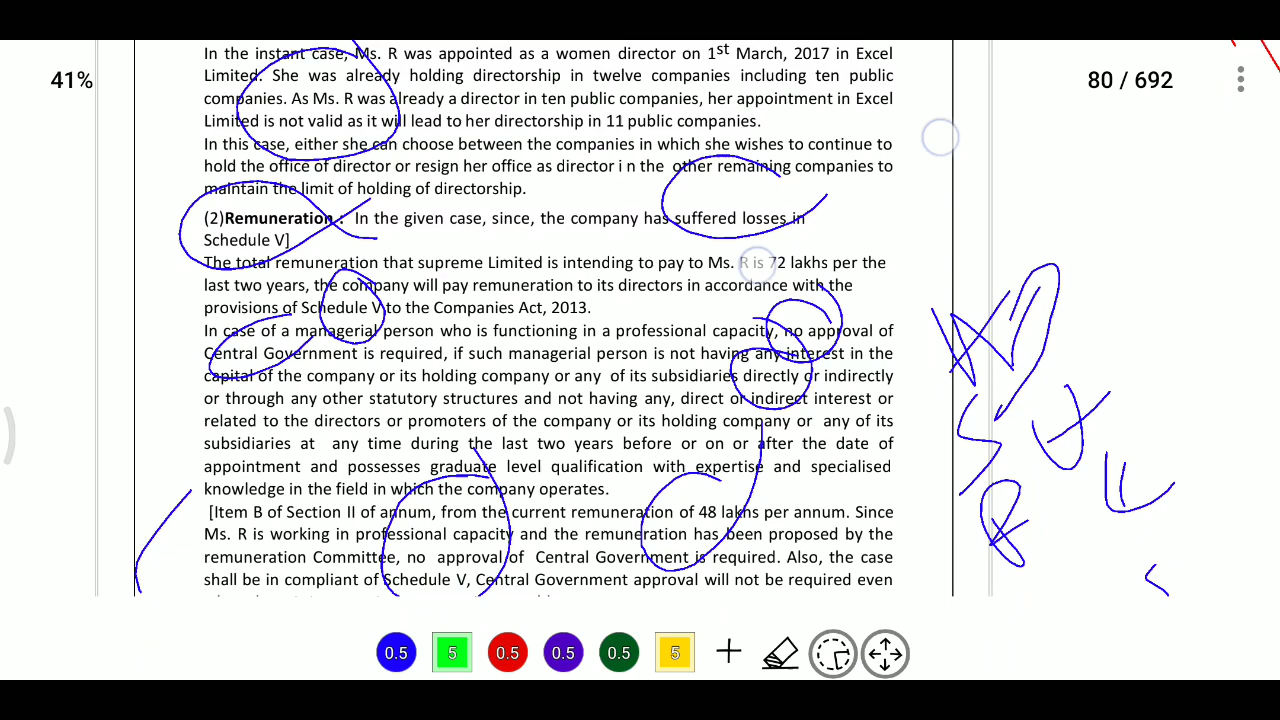 41%
80 / 692
In the instant case, Ms. R was appointed as a women director on 1st March, 2017 in Excel
Limited. She was already holding directorship in twelve companies including ten public
companies. As Ms. R was already a director in ten public companies, her appointment in Excel
Limited is not valid as it will lead to her directorship in 11 public companies.
In this case, either she can choose between the companies in which she wishes to continue to
hold the office of director or resign her office as director i n the other remaining companies to
maintain the limit of holding of directorship.
(2)Remuneration : In the given case, since, the company has suffered losses in
Schedule V]
The total remuneration that supreme Limited is intending to pay to Ms. R is 72 lakhs per the
last two years, the company will pay remuneration to its directors in accordance with the
provisions of Schedule V to the Companies Act, 2013.
In case of a managerial person who is functioning in a professional capacity, no approval of
Central Government is required, if such managerial person is not having any interest in the
capital of the company or its holding company or any of its subsidiaries directly or indirectly
or through any other statutory structures and not having any, direct or indirect interest or
related to the directors or promoters of the company or its holding company or any of its
subsidiaries at any time during the last two years before or on or after the date of
appointment and possesses graduate level qualification with expertise and specialised
knowledge in the field in which the company operates.
[Item B of Section II of annum, from the current remuneration of 48 lakhs per annum. Since
Ms. R is working in professional capacity and the remuneration has been proposed by the
remuneration Committee, no approval of Central Government is required. Also, the case
shall be in compliant of Schedule V, Central Government approval will not be required even
0.5 5 0.5 0.5 0.5 5